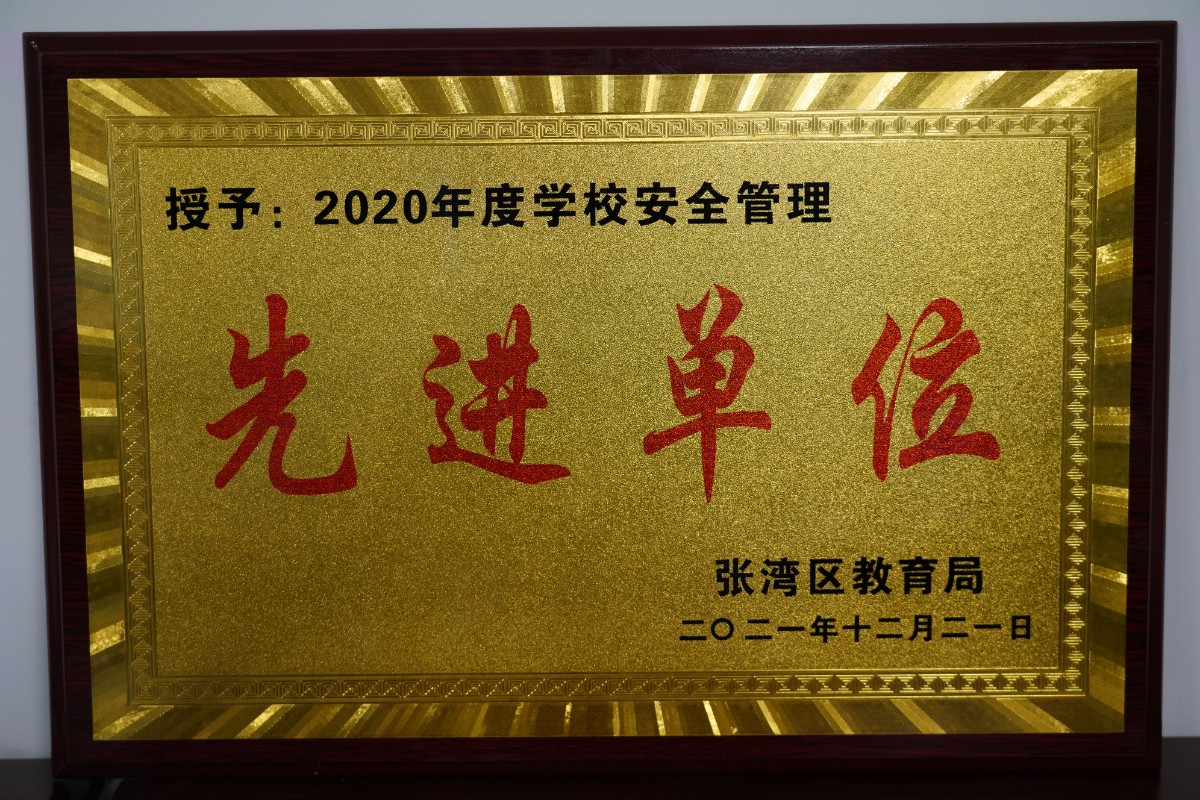 授予：2020年度学校安全管理
先进单位
张湾区教育局
二〇二一年十二月二一日